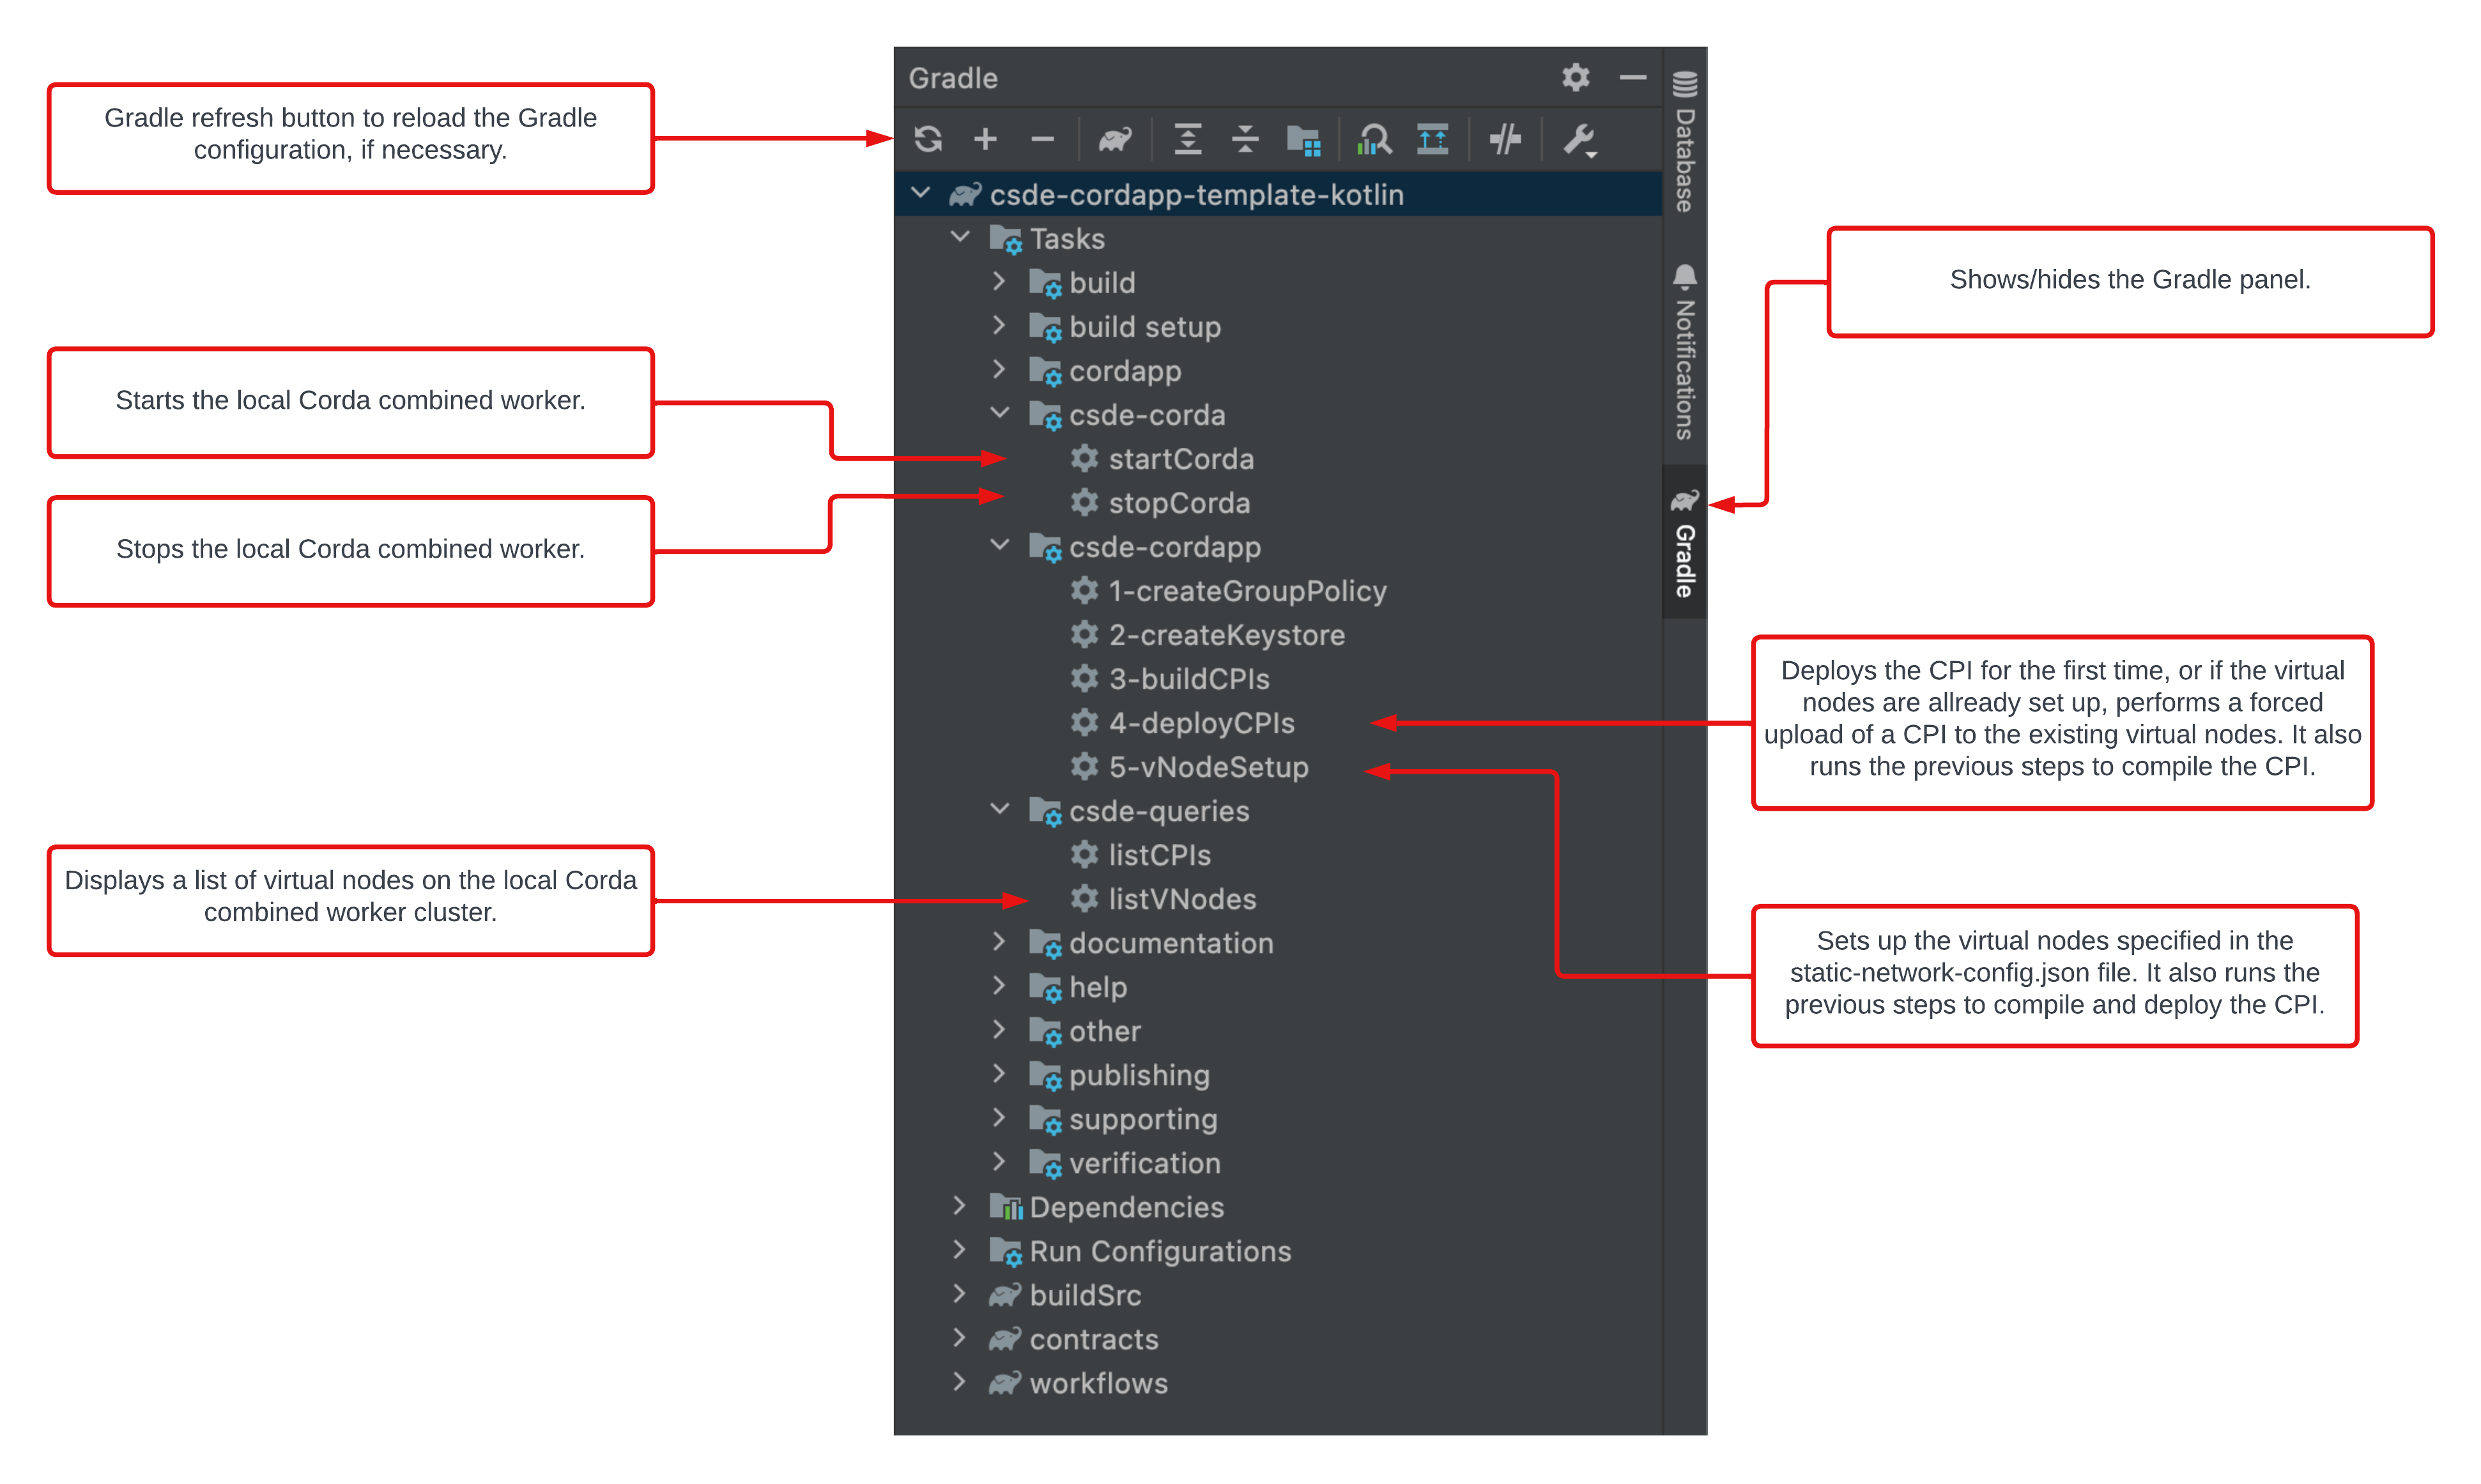 Gradle refresh button to reload the Gradle
configuration, if necessary.
Starts the local Corda combined worker.
Stops the local Corda combined worker.
Displays a list of virtual nodes on the local Corda
combined worker cluster.
Gradle
csde-cordapp-template-kotlin
Tasks
build
build setup
cordapp
csde-corda
startCorda
stopCorda
csde-cordapp
1-createGroupPolicy
2-createKeystore
3-buildCPIs
4-deployCPIs
5-vNodeSetup
csde-queries
listCPIs
listVNodes
documentation
help
other
publishing
supporting
verification
Dependencies
Run Configurations
buildSrc
contracts
workflows
Database
Notifications
Gradle
Shows/hides the Gradle panel.
Deploys the CPI for the first time, or if the virtual
nodes are allready set up, performs a forced
upload of a CPI to the existing virtual nodes. It also
runs the previous steps to compile the CPI.
Sets up the virtual nodes specified in the
static-network-config.json file. It also runs the
previous steps to compile and deploy the CPI.